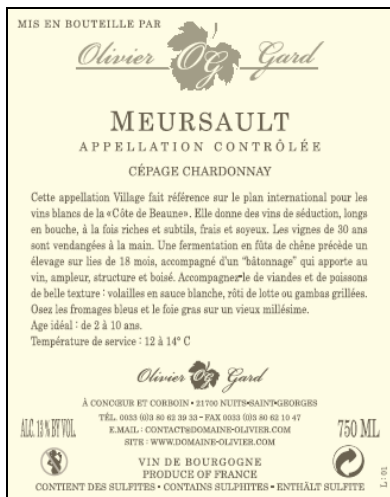 MIS EN BOUTEILLE PAR
Olivier OG Gard
MEURSAULT
APPELLATION CONTRÔLÉE
CÉPAGE CHARDONNAY
Cette appellation Village fait référence sur le plan international pour les
vins blancs de la «Côte de Beaune». Elle donne des vins de séduction, longs
en bouche, à la fois riches et subtils, frais et soyeux. Les vignes de 30 ans
sont vendangées à la main. Une fermentation en fûts de chêne précède un
élevage sur lies de 18 mois, accompagné d'un "bâtonnage" qui apporte au
vin, ampleur, structure et boisé. Accompagnez-le de viandes et de poissons
de belle texture : volailles en sauce blanche, rôti de lotte ou gambas grillées.
Osez les fromages bleus et le foie gras sur un vieux millésime.
Age idéal : de 2 à 10 ans.
Température de service : 12 à 14° C
Olivier OG Gard
À CONCŒUR ET CORBOIN • 21700 NUITS-SAINT-GEORGES
TÉL. 0033 (0)3 80 62 39 33 - FAX 0033 (0)3 80 62 10 47
E.MAIL : CONTACT@DOMAINE-OLIVIER.COM
SITE : WWW.DOMAINE-OLIVIER.COM
ALC. 13 % BY VOL.
750 ML
VIN DE BOURGOGNE
PRODUCE OF FRANCE
CONTIENT DES SULFITES • CONTAINS SULPHITES • ENTHÄLT SULFITE
L : 01